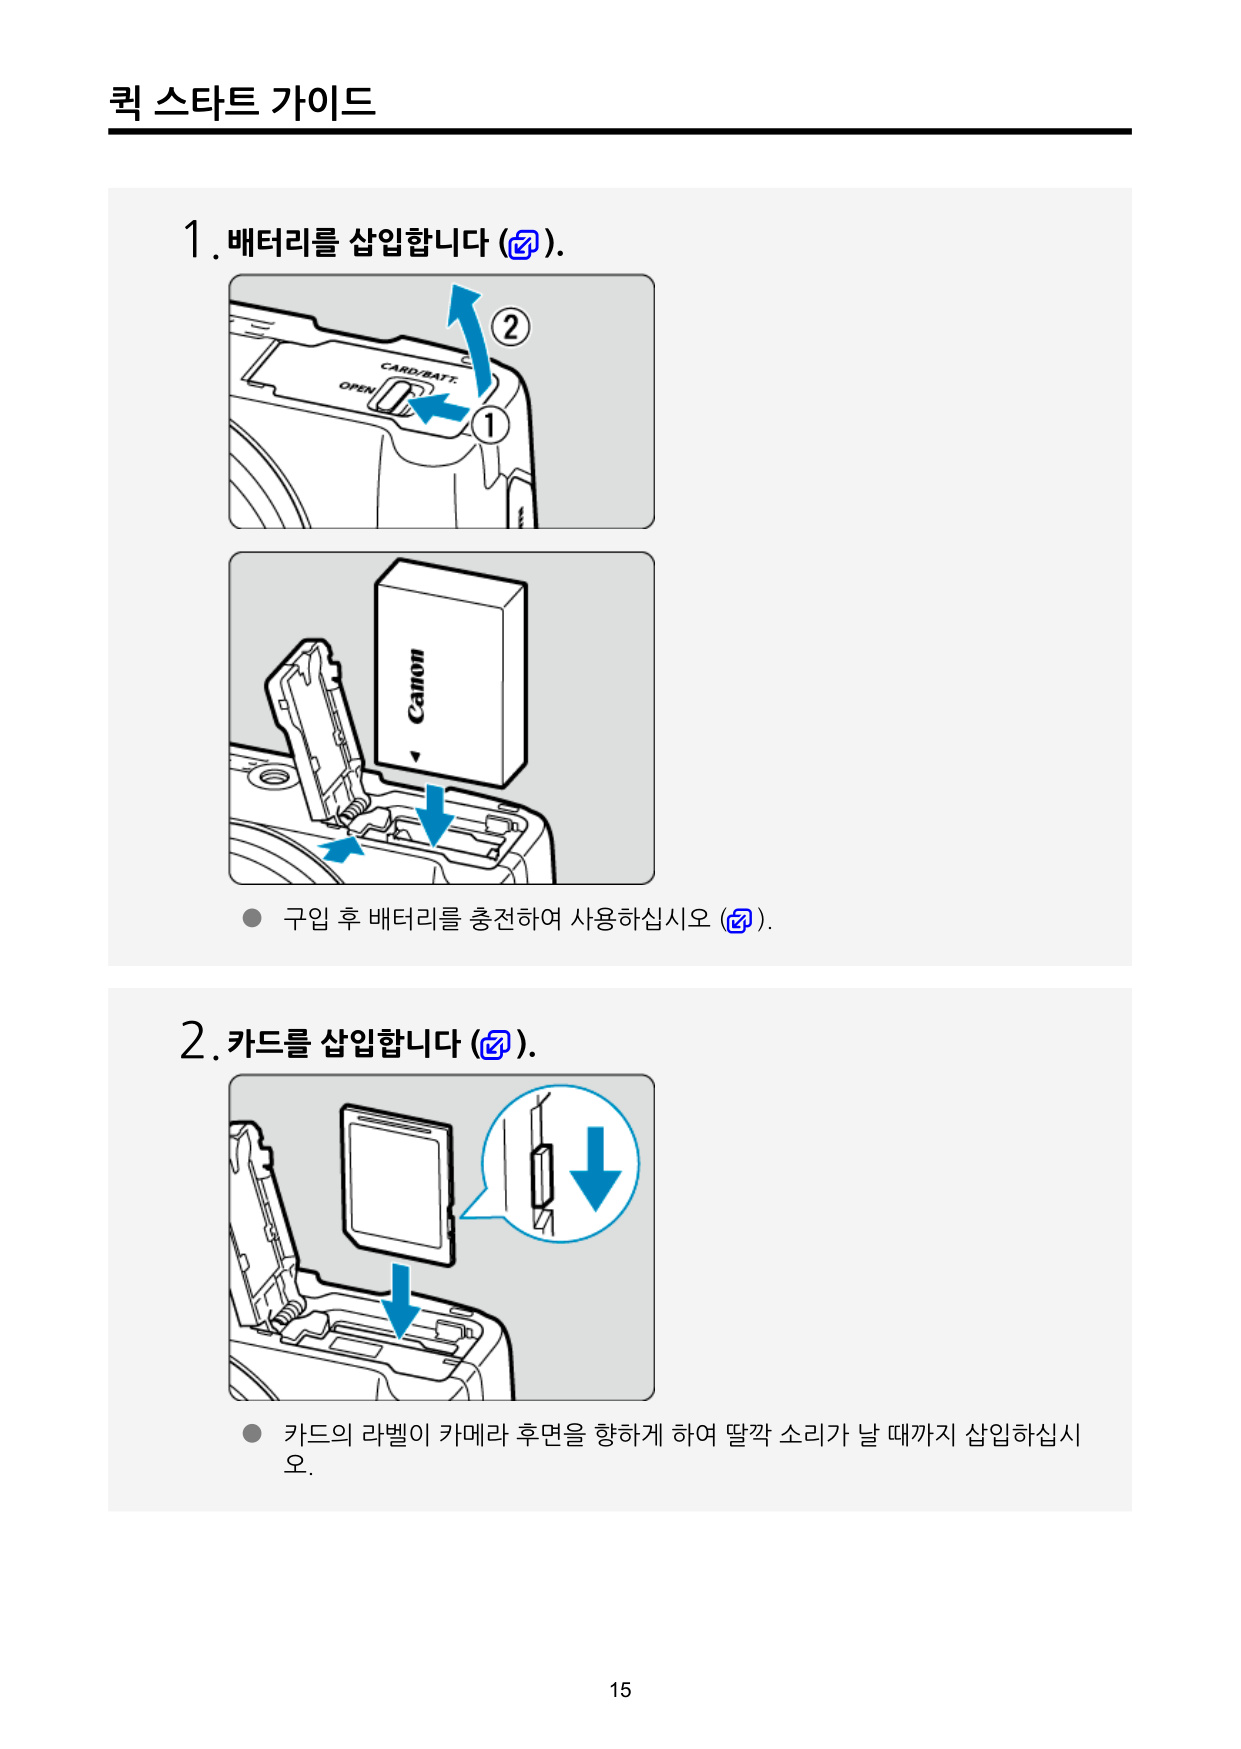 퀵 스타트 가이드
1. 배터리를 삽입합니다 ( ).
②
CARD/BATT.
OPEN
①
Canon
● 구입 후 배터리를 충전하여 사용하십시오 ( ).
2. 카드를 삽입합니다 ( ).
● 카드의 라벨이 카메라 후면을 향하게 하여 딸깍 소리가 날 때까지 삽입하십시
오.
15